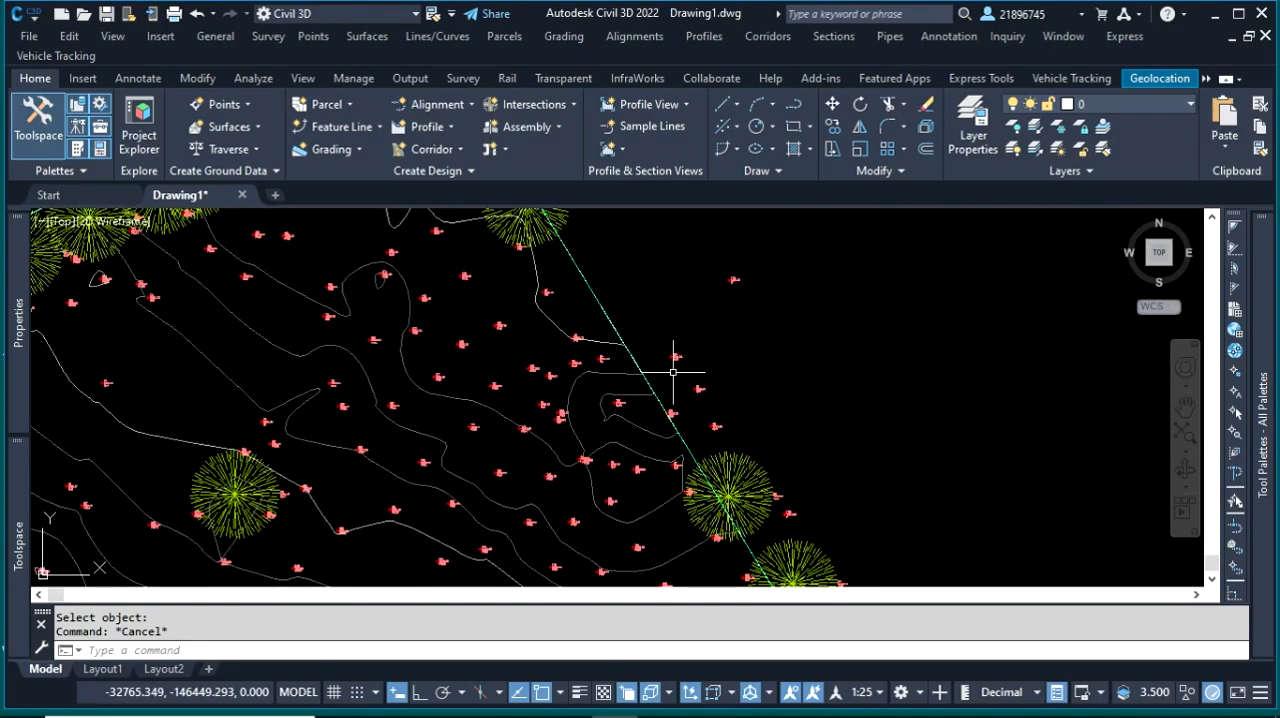 C3D Civil 3D Share Autodesk Civil 3D 2022 Drawing1.dwg Type a keyword or phrase 21896745
File Edit View Insert General Survey Points Surfaces Lines/Curves Parcels Grading Alignments Profiles Corridors Sections Pipes Annotation Inquiry Window Express
Vehicle Tracking
Home Insert Annotate Modify Analyze View Manage Output Survey Rail Transparent InfraWorks Collaborate Help Add-ins Featured Apps Express Tools Vehicle Tracking Geolocation
Points Parcel Alignment Intersections Profile View 0
Toolspace Project Explorer Surfaces Feature Line Profile Assembly Sample Lines Layer Properties Paste
Traverse Grading Corridor
Palettes Explore Create Ground Data Create Design Profile & Section Views Draw Modify Layers Clipboard
Start Drawing1*
[−][Top][2D Wireframe]
N
W TOP E
S
WCS
Properties
Toolspace
Tool Palettes - All Palettes
Y
X
Select object:
Command: *Cancel*
Type a command
Model Layout1 Layout2
-32765.349, -146449.293, 0.000 MODEL 1:25 Decimal 3.500